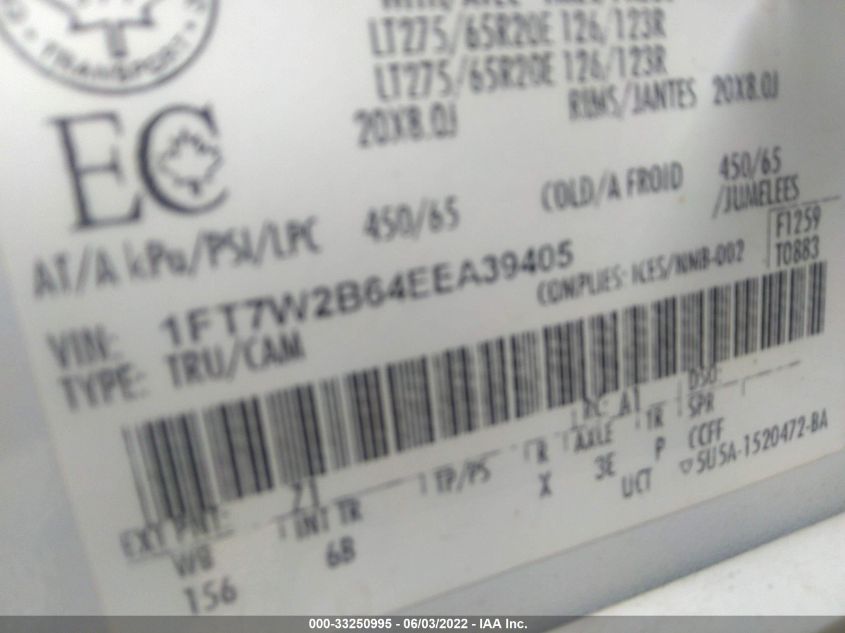 TRANSPORT
LT275/65R20E 126/123R
LT275/65R20E 126/123R
20X8.0J RIMS/JANTES 20X8.0J
EC
AT/A kPa/PSI/LPC 450/65 COLD/A FROID 450/65
/JUMELEES
VIN: 1FT7W2B64EEA39405 COMPLIES: ICES/NMB-002 F1259
TYPE: TRU/CAM T0883
EXT PNT: Z1 RC: A1 DSO:
WB INT TR TP/PS R AXLE TR SPR
156 6B X 3E P CCFF
UCT ▽5U5A-1520472-BA
000-33250995 - 06/03/2022 - IAA Inc.